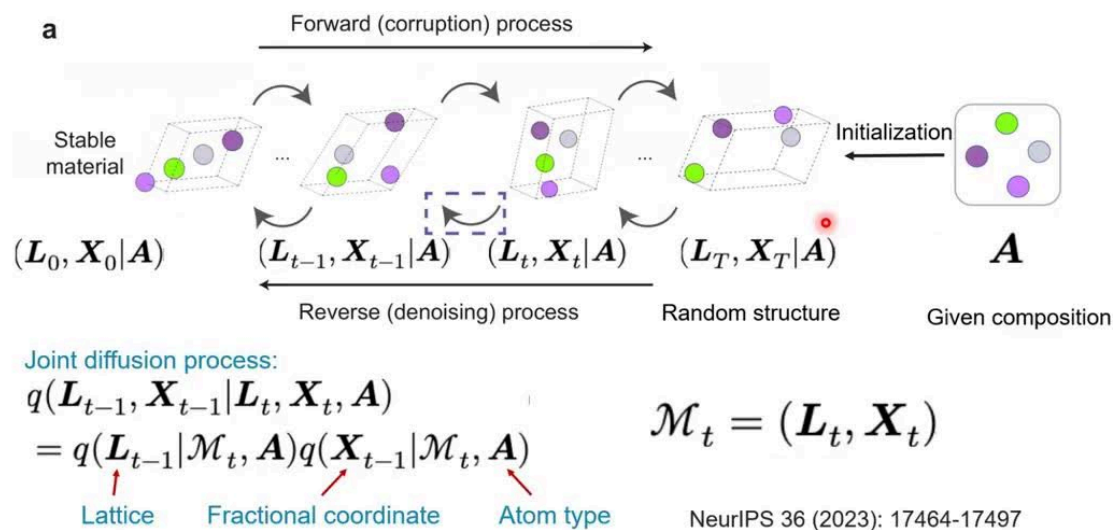 a
Forward (corruption) process
Stable
material
...
...
Initialization
(L₀, X₀|A)
(Lₜ₋₁, Xₜ₋₁|A)
(Lₜ, Xₜ|A)
(L_T, X_T|A)
A
Reverse (denoising) process
Random structure
Given composition
Joint diffusion process:
q(Lₜ₋₁, Xₜ₋₁|Lₜ, Xₜ, A)
= q(Lₜ₋₁|ℳₜ, A)q(Xₜ₋₁|ℳₜ, A)
ℳₜ = (Lₜ, Xₜ)
Lattice
Fractional coordinate
Atom type
NeurIPS 36 (2023): 17464-17497